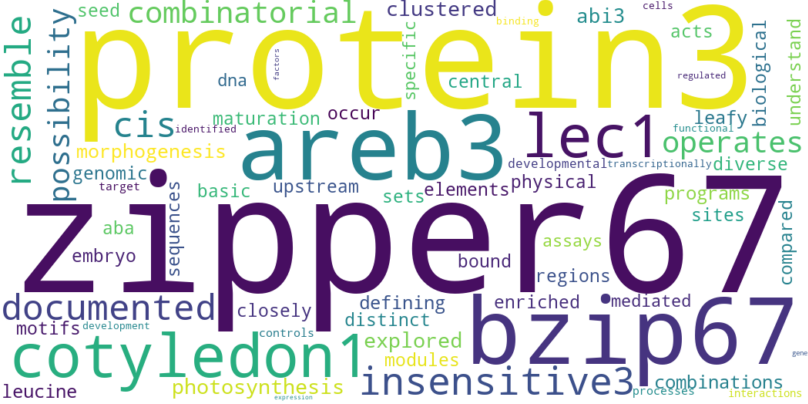 seed combinatorial clustered abi3 cells
binding
protein3
resemble
possibility
factors
specific
acts
biological
understand
dna central regulated
maturation occur leafy
cis identified lec1 functional
areb3 operates
morphogenesis developmental transcriptionally diverse
genomic target upstream physical
basic sets elements programs
zipper67
sequences
aba sites
assays
embryo bound
compared
regions
documented closely defining enriched mediated
motifs development distinct bzip67
controls explored
cotyledon1 modules gene
leucine photosynthesis insensitive3 combinations
processes interactions
expression